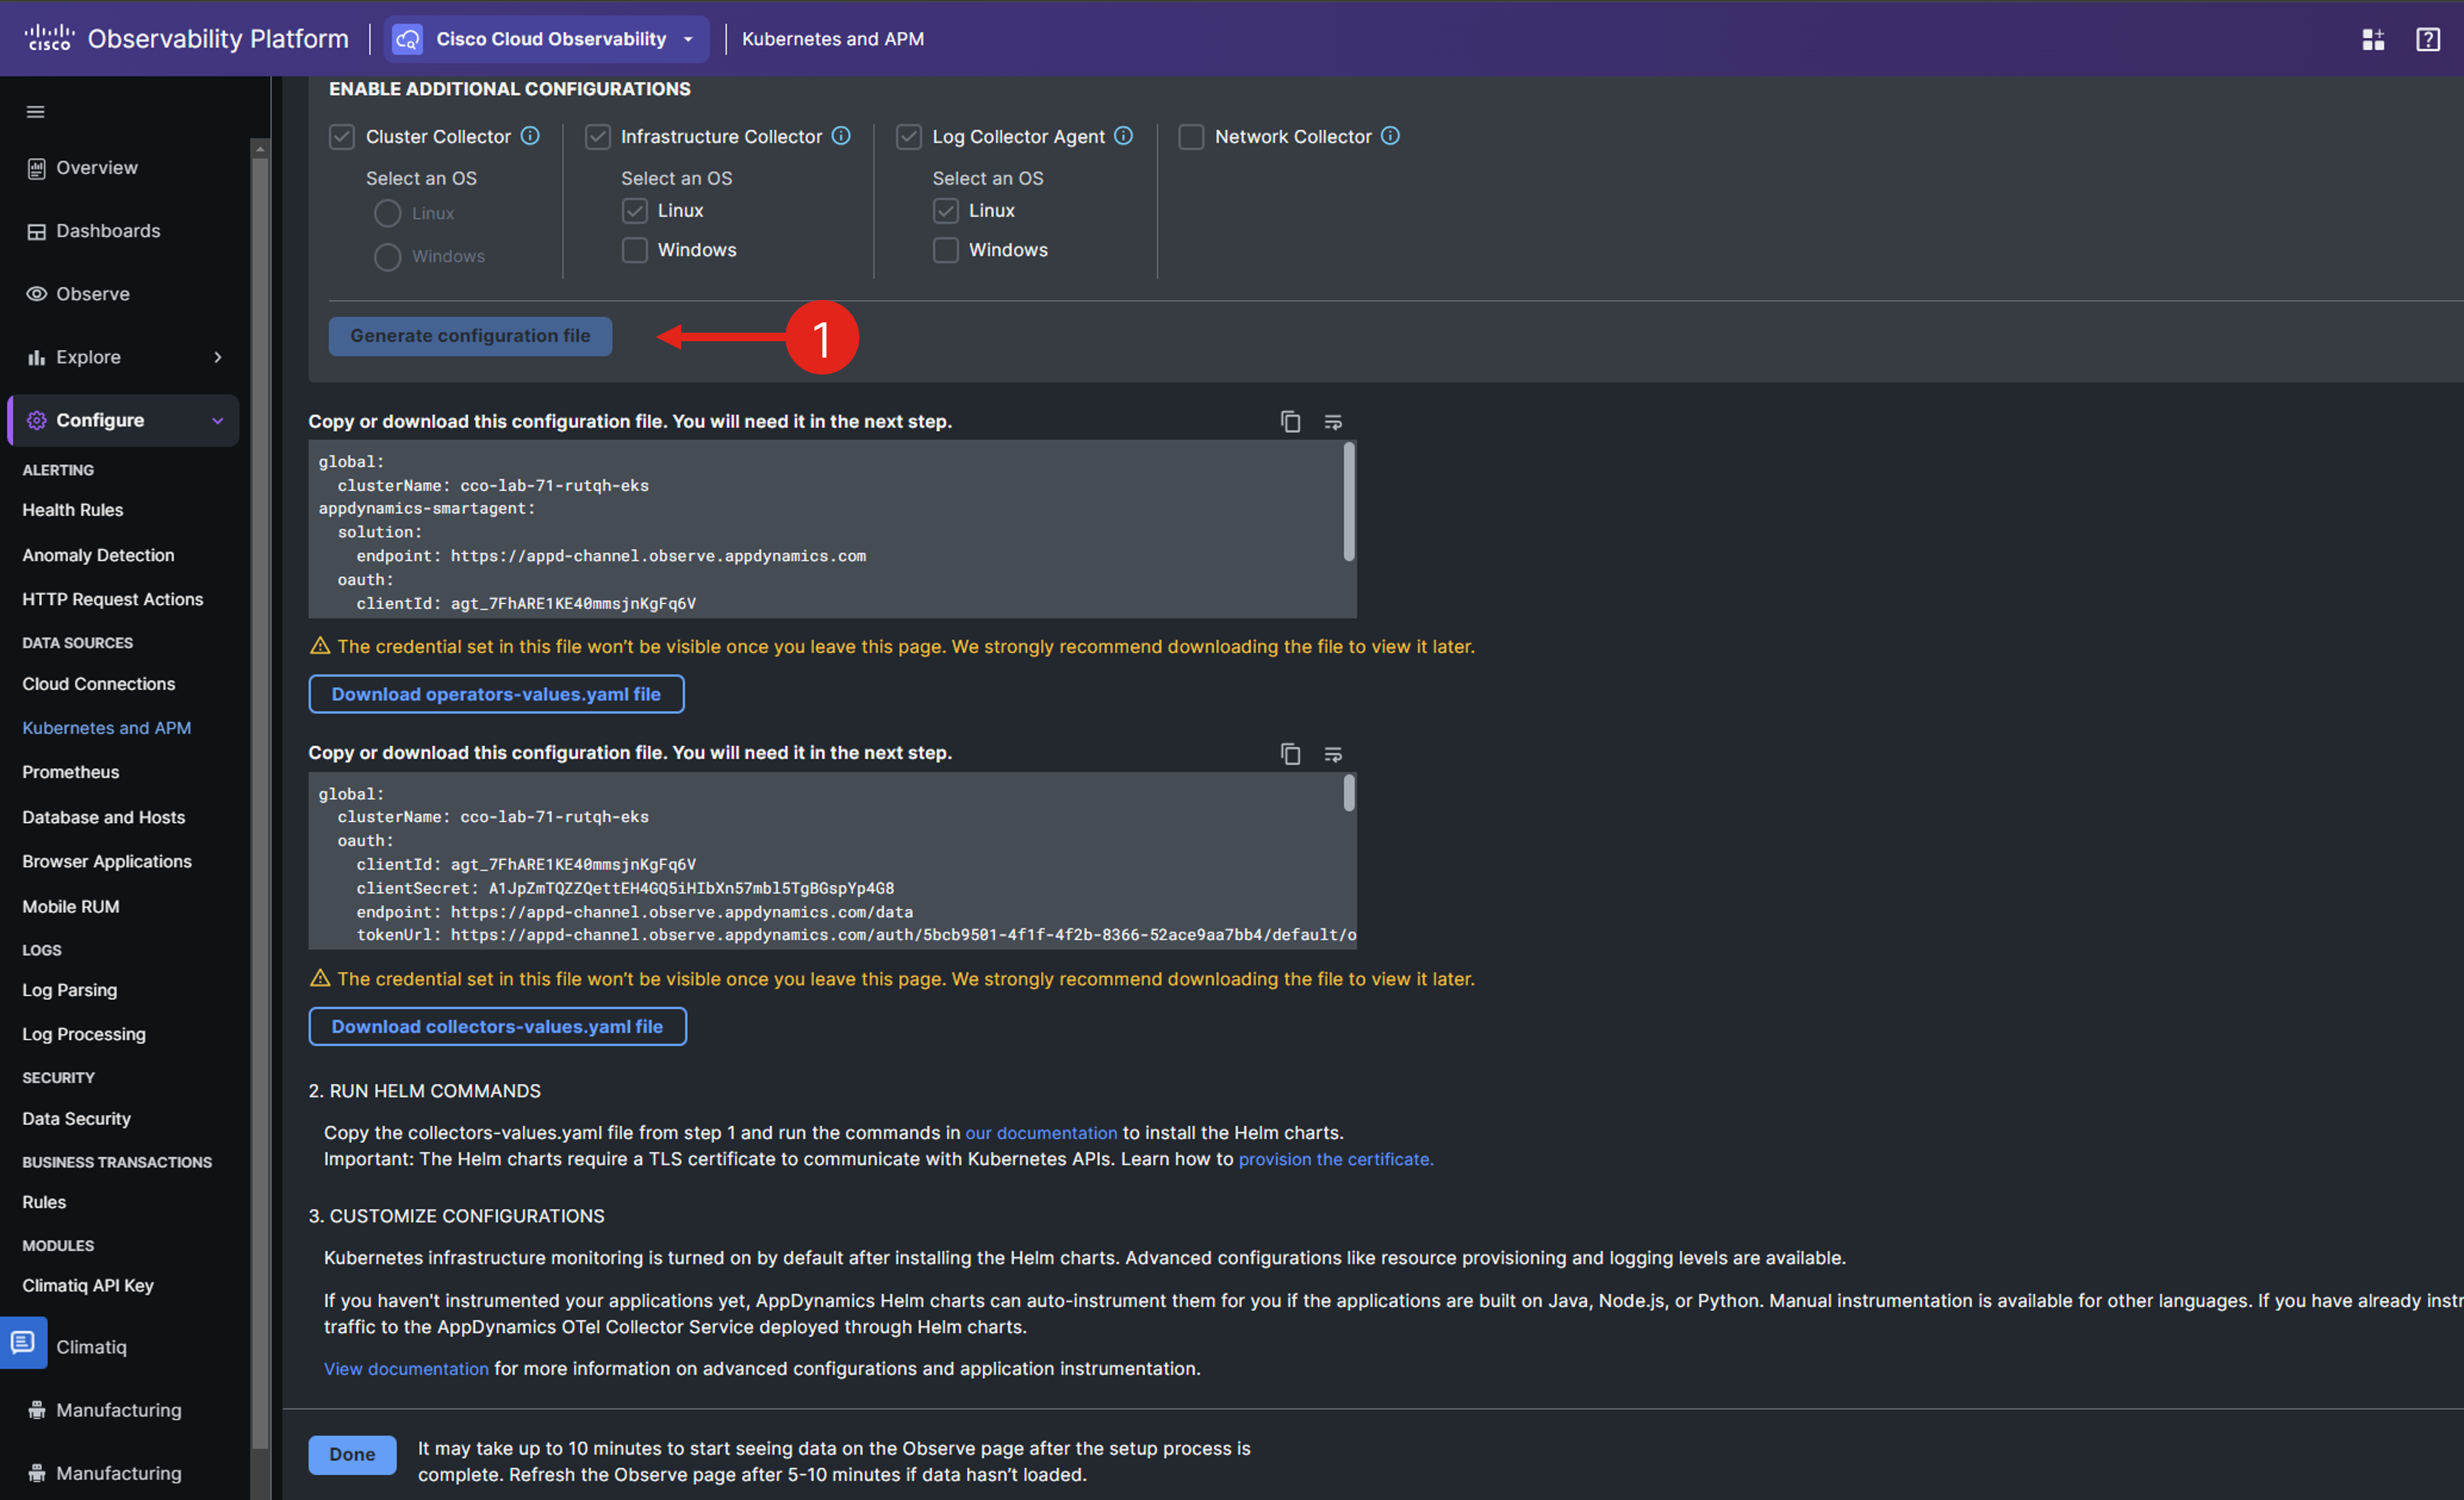 CISCO
Observability Platform
Cisco Cloud Observability
Kubernetes and APM
Overview
Dashboards
Observe
Explore
Configure
ALERTING
Health Rules
Anomaly Detection
HTTP Request Actions
DATA SOURCES
Cloud Connections
Kubernetes and APM
Prometheus
Database and Hosts
Browser Applications
Mobile RUM
LOGS
Log Parsing
Log Processing
SECURITY
Data Security
BUSINESS TRANSACTIONS
Rules
MODULES
Climatiq API Key
Climatiq
Manufacturing
Manufacturing
ENABLE ADDITIONAL CONFIGURATIONS
Cluster Collector
Select an OS
Linux
Windows
Infrastructure Collector
Select an OS
Linux
Windows
Log Collector Agent
Select an OS
Linux
Windows
Network Collector
Generate configuration file
1
Copy or download this configuration file. You will need it in the next step.
global:
clusterName: cco-lab-71-rutqh-eks
appdynamics-smartagent:
solution:
endpoint: https://appd-channel.observe.appdynamics.com
oauth:
clientId: agt_7FhARE1KE40mmsjnKgFq6V
The credential set in this file won't be visible once you leave this page. We strongly recommend downloading the file to view it later.
Download operators-values.yaml file
Copy or download this configuration file. You will need it in the next step.
global:
clusterName: cco-lab-71-rutqh-eks
oauth:
clientId: agt_7FhARE1KE40mmsjnKgFq6V
clientSecret: A1JpZmTQZZQettEH4GQ5iHIbXn57mbl5TgBGspYp4G8
endpoint: https://appd-channel.observe.appdynamics.com/data
tokenUrl: https://appd-channel.observe.appdynamics.com/auth/5bcb9501-4f1f-4f2b-8366-52ace9aa7bb4/default/o
The credential set in this file won't be visible once you leave this page. We strongly recommend downloading the file to view it later.
Download collectors-values.yaml file
2. RUN HELM COMMANDS
Copy the collectors-values.yaml file from step 1 and run the commands in our documentation to install the Helm charts.
Important: The Helm charts require a TLS certificate to communicate with Kubernetes APIs. Learn how to provision the certificate.
3. CUSTOMIZE CONFIGURATIONS
Kubernetes infrastructure monitoring is turned on by default after installing the Helm charts. Advanced configurations like resource provisioning and logging levels are available.
If you haven't instrumented your applications yet, AppDynamics Helm charts can auto-instrument them for you if the applications are built on Java, Node.js, or Python. Manual instrumentation is available for other languages. If you have already instr
traffic to the AppDynamics OTel Collector Service deployed through Helm charts.
View documentation for more information on advanced configurations and application instrumentation.
Done
It may take up to 10 minutes to start seeing data on the Observe page after the setup process is
complete. Refresh the Observe page after 5-10 minutes if data hasn't loaded.